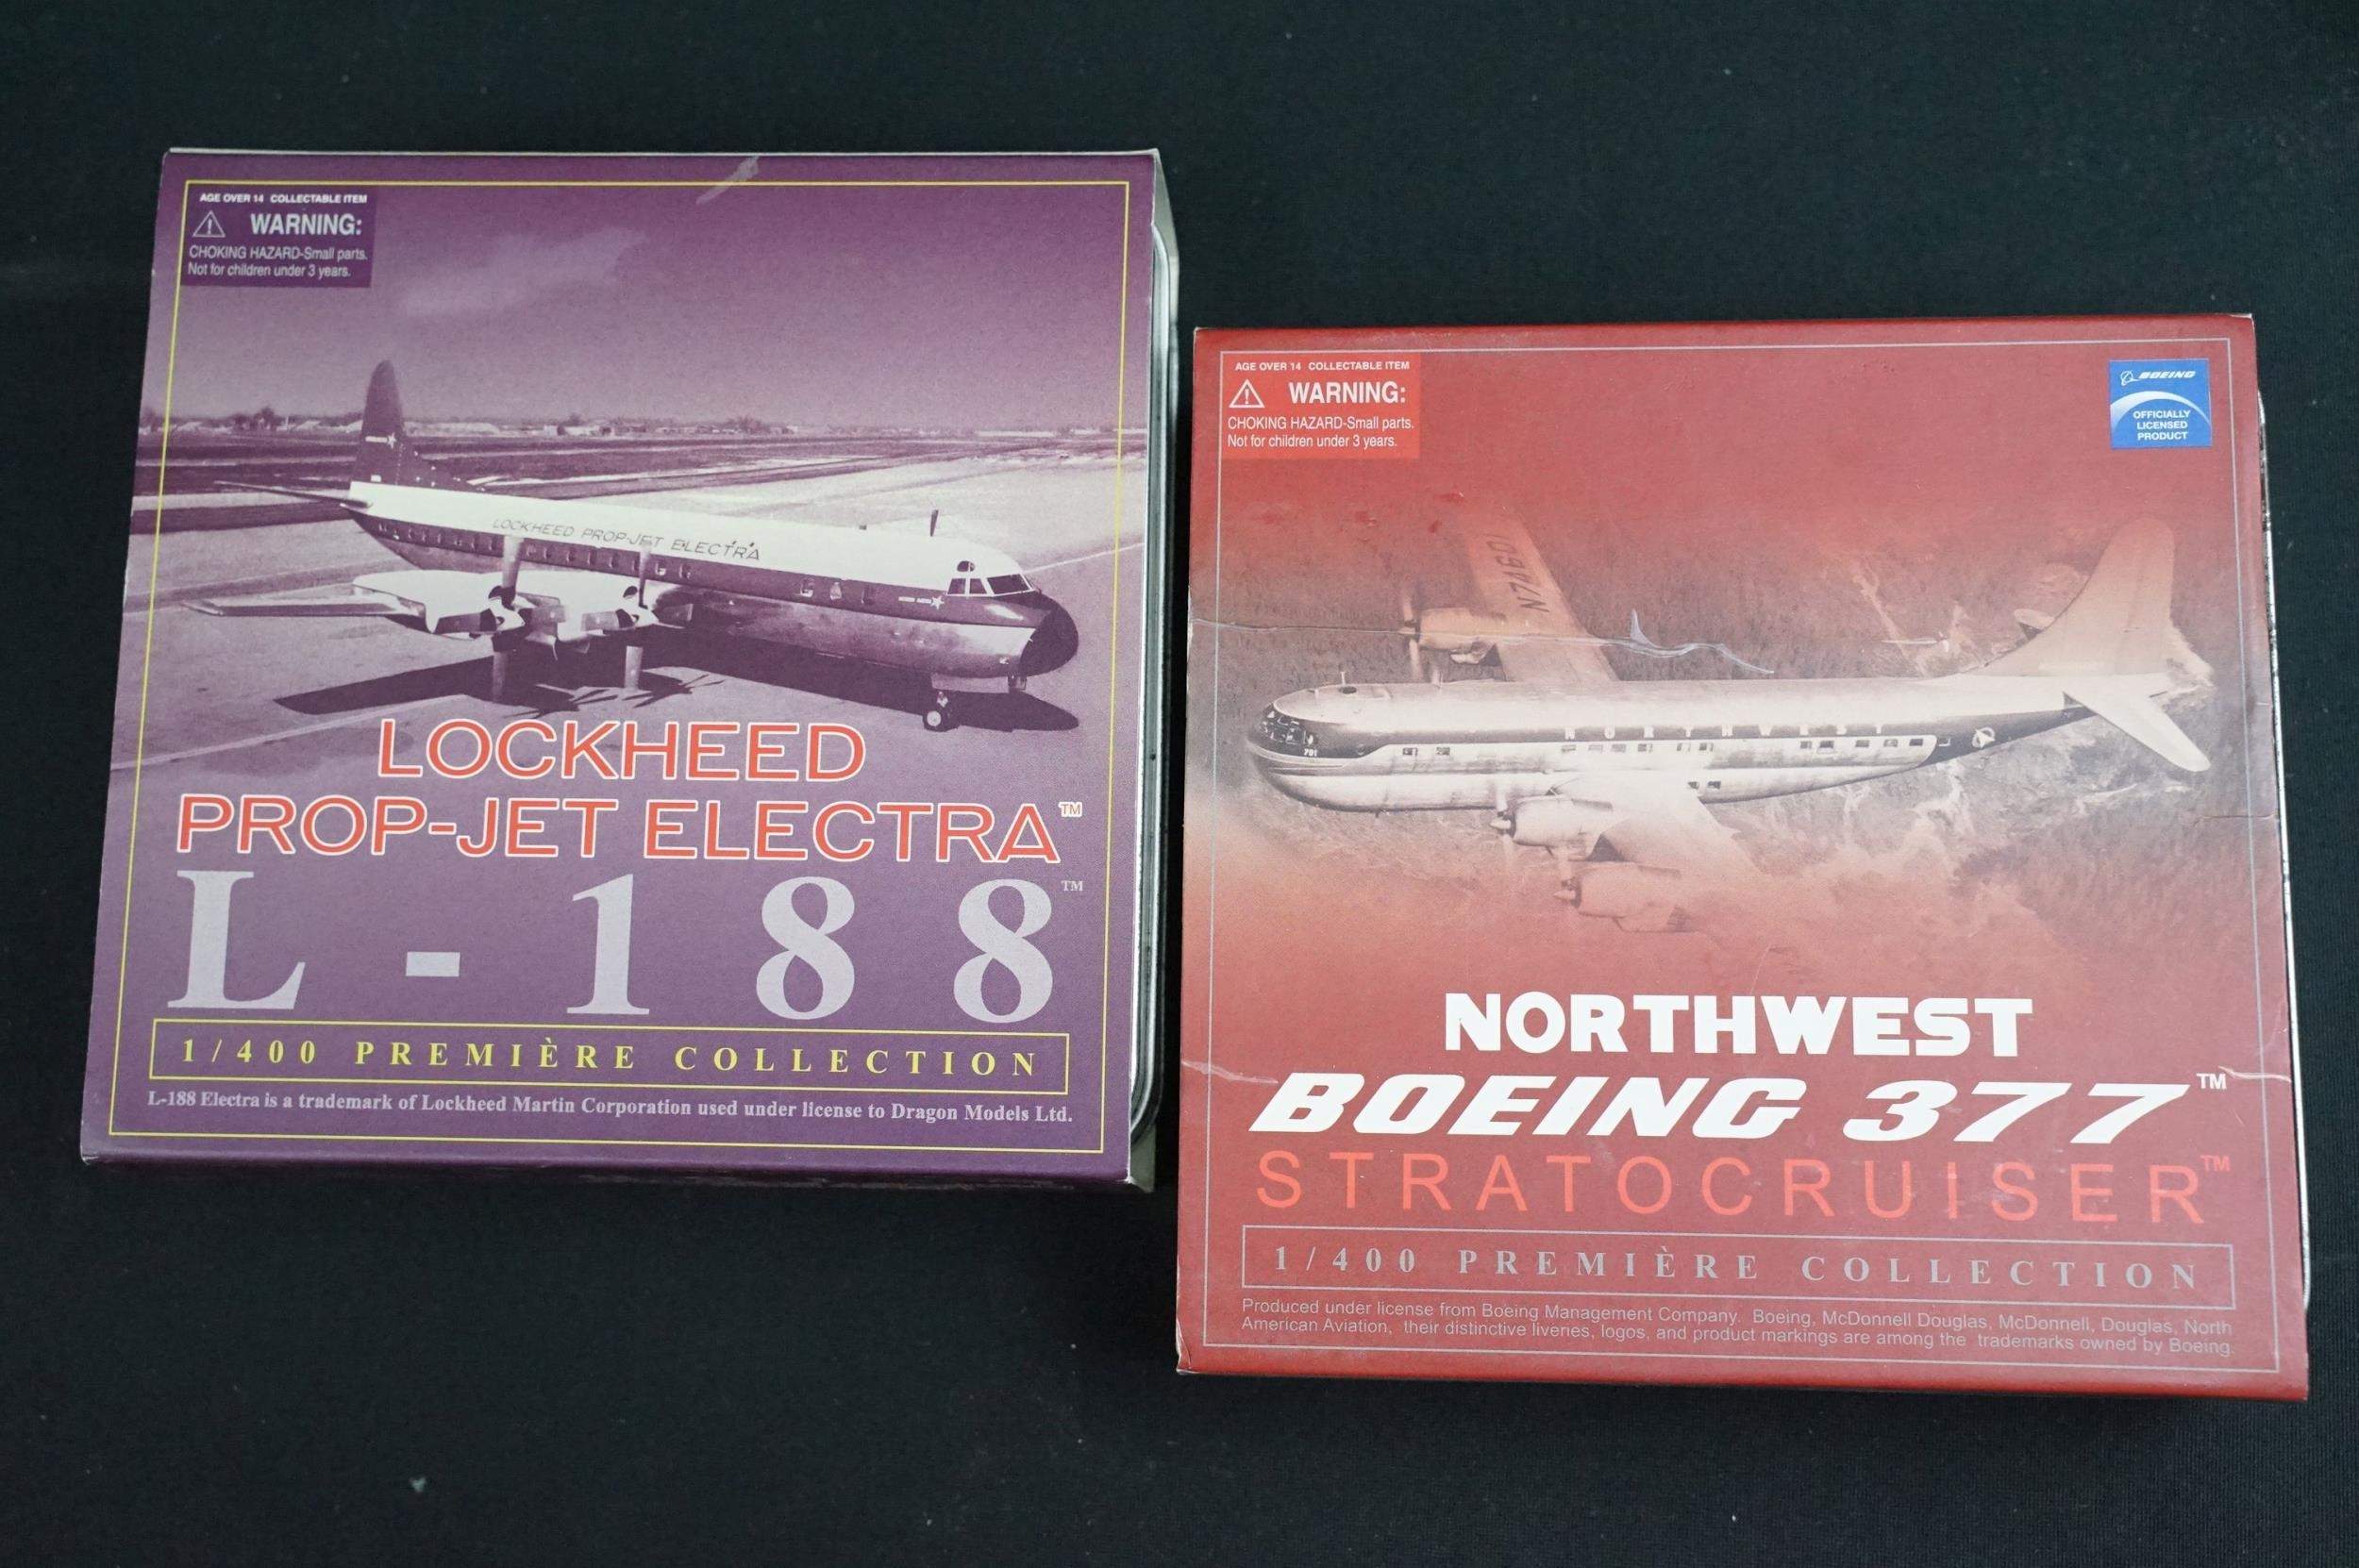 AGE OVER 14 COLLECTABLE ITEM
WARNING:
CHOKING HAZARD-Small parts.
Not for children under 3 years.
LOCKHEED PROP-JET ELECTRA
LOCKHEED
PROP-JET ELECTRA™
L-188™
1/400 PREMIÈRE COLLECTION
L-188 Electra is a trademark of Lockheed Martin Corporation used under license to Dragon Models Ltd.
AGE OVER 14 COLLECTABLE ITEM
WARNING:
CHOKING HAZARD-Small parts.
Not for children under 3 years.
BOEING
OFFICIALLY
LICENSED
PRODUCT
N74601
NORTHWEST
701
NORTHWEST
BOEING 377™
STRATOCRUISER™
1/400 PREMIÈRE COLLECTION
Produced under license from Boeing Management Company. Boeing, McDonnell Douglas, McDonnell, Douglas, North
American Aviation, their distinctive liveries, logos, and product markings are among the trademarks owned by Boeing.